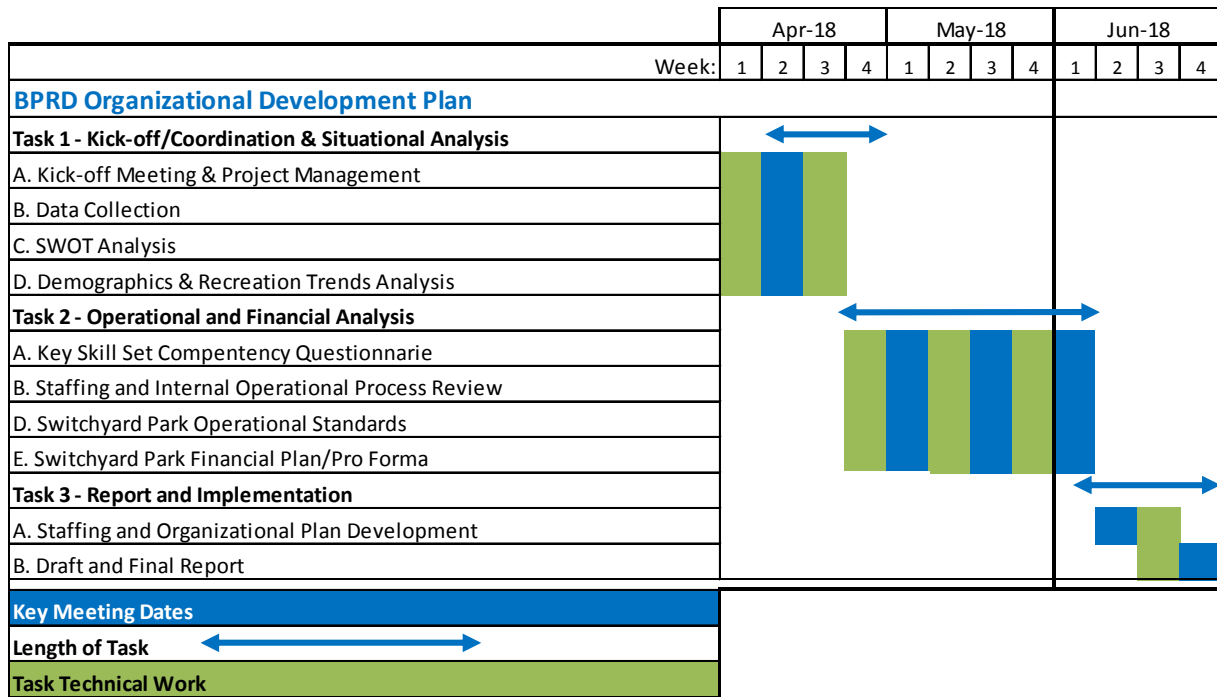 Apr-18 May-18 Jun-18
Week: 1 2 3 4 1 2 3 4 1 2 3 4
BPRD Organizational Development Plan
Task 1 - Kick-off/Coordination & Situational Analysis
A. Kick-off Meeting & Project Management
B. Data Collection
C. SWOT Analysis
D. Demographics & Recreation Trends Analysis
Task 2 - Operational and Financial Analysis
A. Key Skill Set Compentency Questionnarie
B. Staffing and Internal Operational Process Review
D. Switchyard Park Operational Standards
E. Switchyard Park Financial Plan/Pro Forma
Task 3 - Report and Implementation
A. Staffing and Organizational Plan Development
B. Draft and Final Report
Key Meeting Dates
Length of Task
Task Technical Work